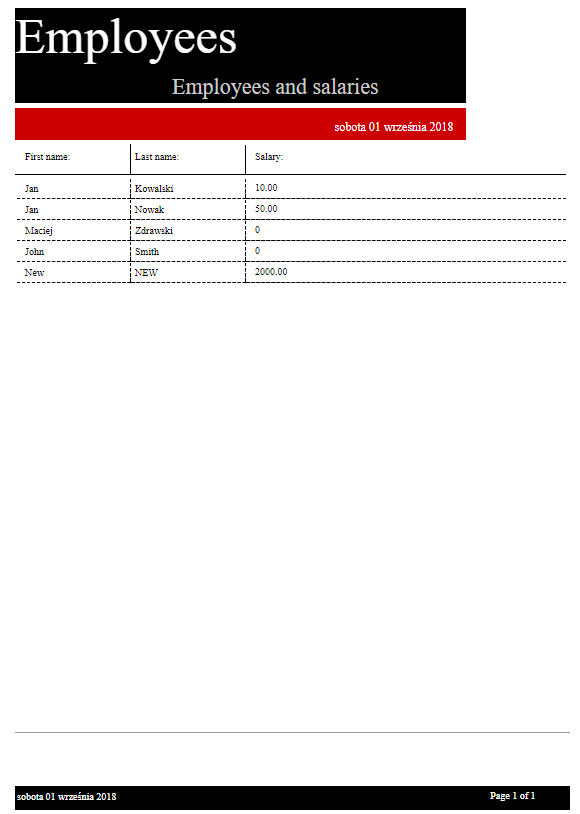 Employees
Employees and salaries
sobota 01 września 2018
First name: Last name: Salary:
Jan Kowalski 10.00
Jan Nowak 50.00
Maciej Zdrawski 0
John Smith 0
New NEW 2000.00
sobota 01 września 2018 Page 1 of 1